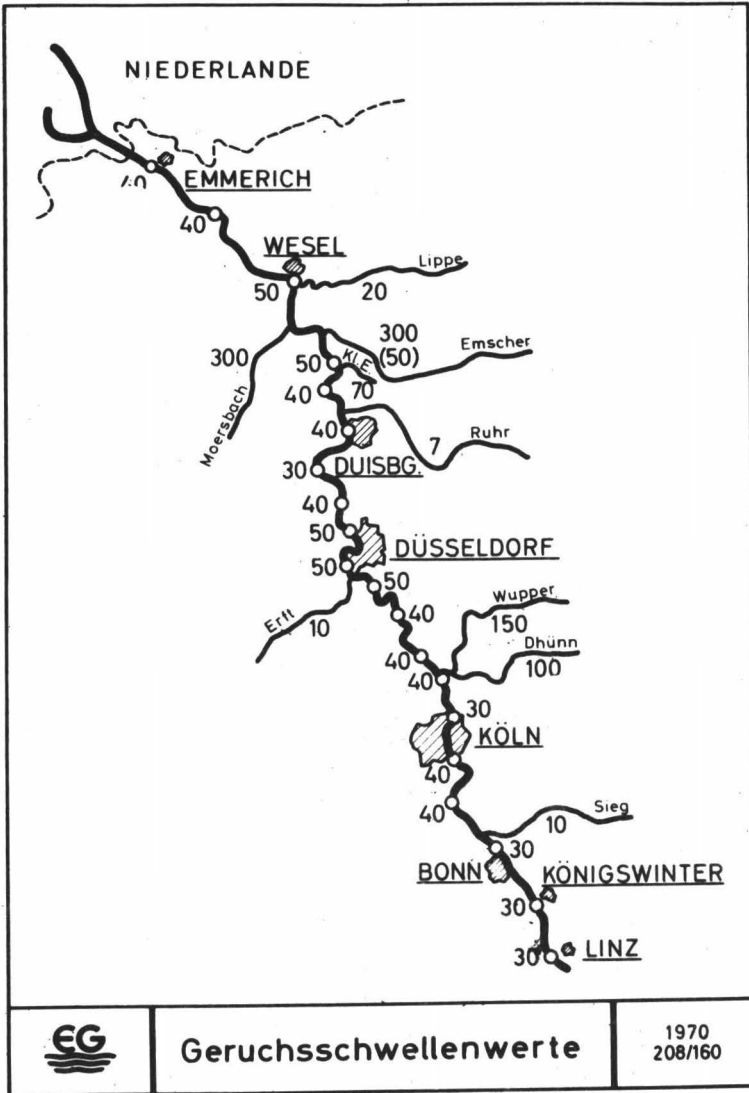 NIEDERLANDE
40
EMMERICH
40
WESEL
50
Lippe
20
300
(50)
Emscher
300
Moersbach
50
Kl.E.
70
40
40
7
Ruhr
30
DUISBG.
40
50
DÜSSELDORF
50
50
Erft
10
40
Wupper
150
Dhünn
100
40
40
30
KÖLN
40
40
Sieg
10
30
BONN
KÖNIGSWINTER
30
30
LINZ
EG
Geruchsschwellenwerte
1970
208/160